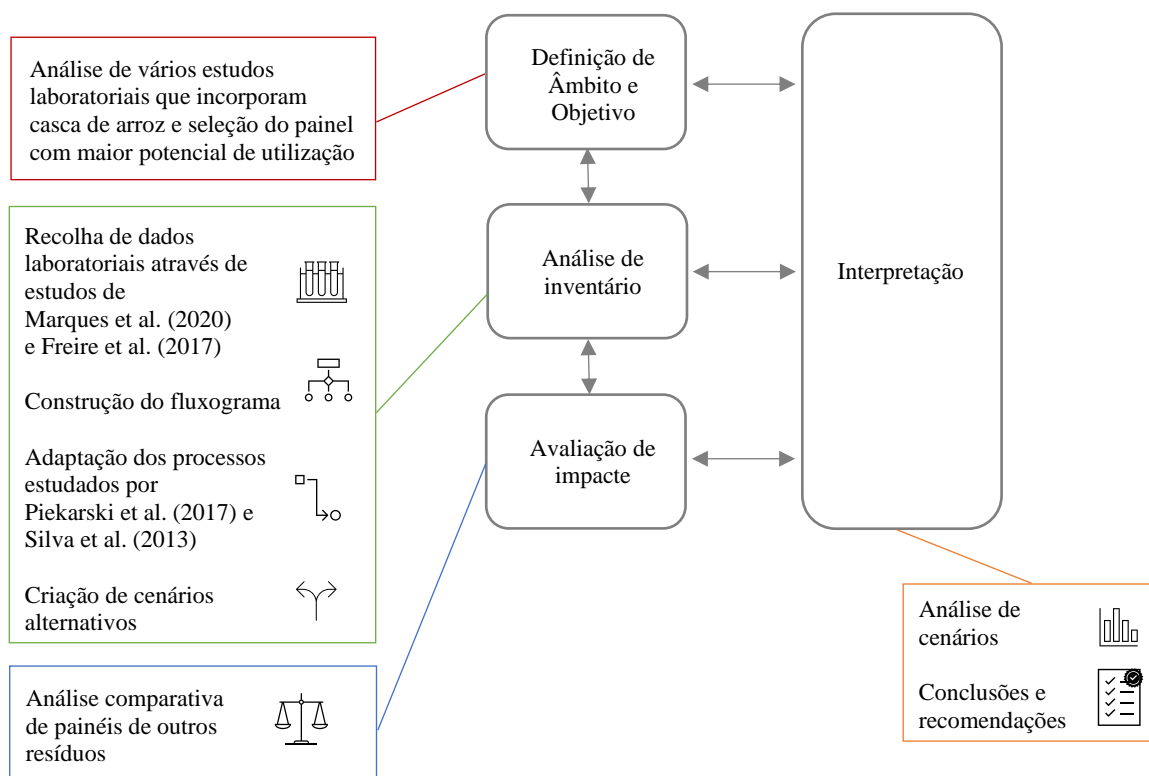 Análise de vários estudos
laboratoriais que incorporam
casca de arroz e seleção do painel
com maior potencial de utilização
Definição de
Âmbito e
Objetivo
Recolha de dados
laboratoriais através de
estudos de
Marques et al. (2020)
e Freire et al. (2017)
Construção do fluxograma
Adaptação dos processos
estudados por
Piekarski et al. (2017) e
Silva et al. (2013)
Criação de cenários
alternativos
Análise de
inventário
Interpretação
Avaliação de
impacte
Análise comparativa
de painéis de outros
resíduos
Análise de
cenários
Conclusões e
recomendações